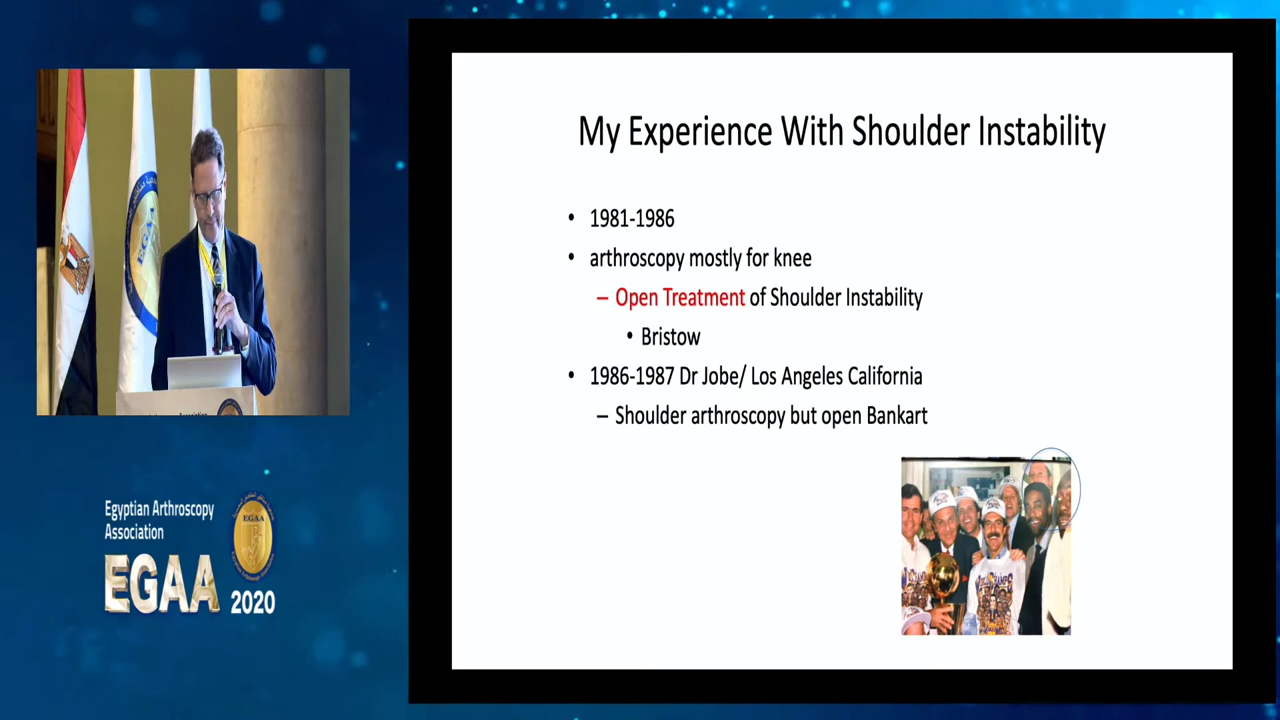 My Experience With Shoulder Instability
• 1981-1986
• arthroscopy mostly for knee
– Open Treatment of Shoulder Instability
• Bristow
• 1986-1987 Dr Jobe/ Los Angeles California
– Shoulder arthroscopy but open Bankart
EGAA
Egyptian Arthroscopy
Association
EGAA
EGAA
2020